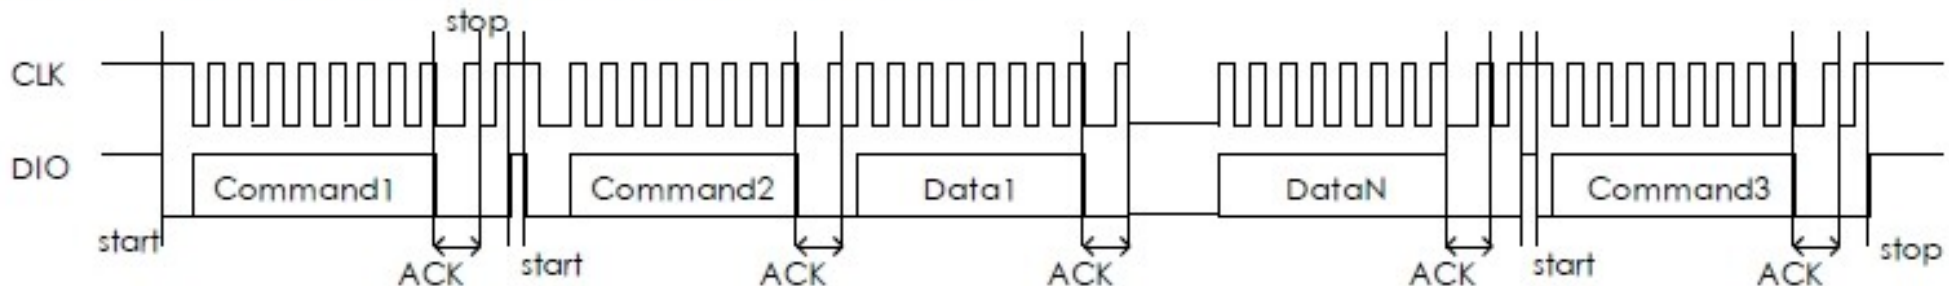 stop
CLK
DIO
Command1 Command2 Data1 DataN Command3
start stop
start start
ACK ACK ACK ACK ACK